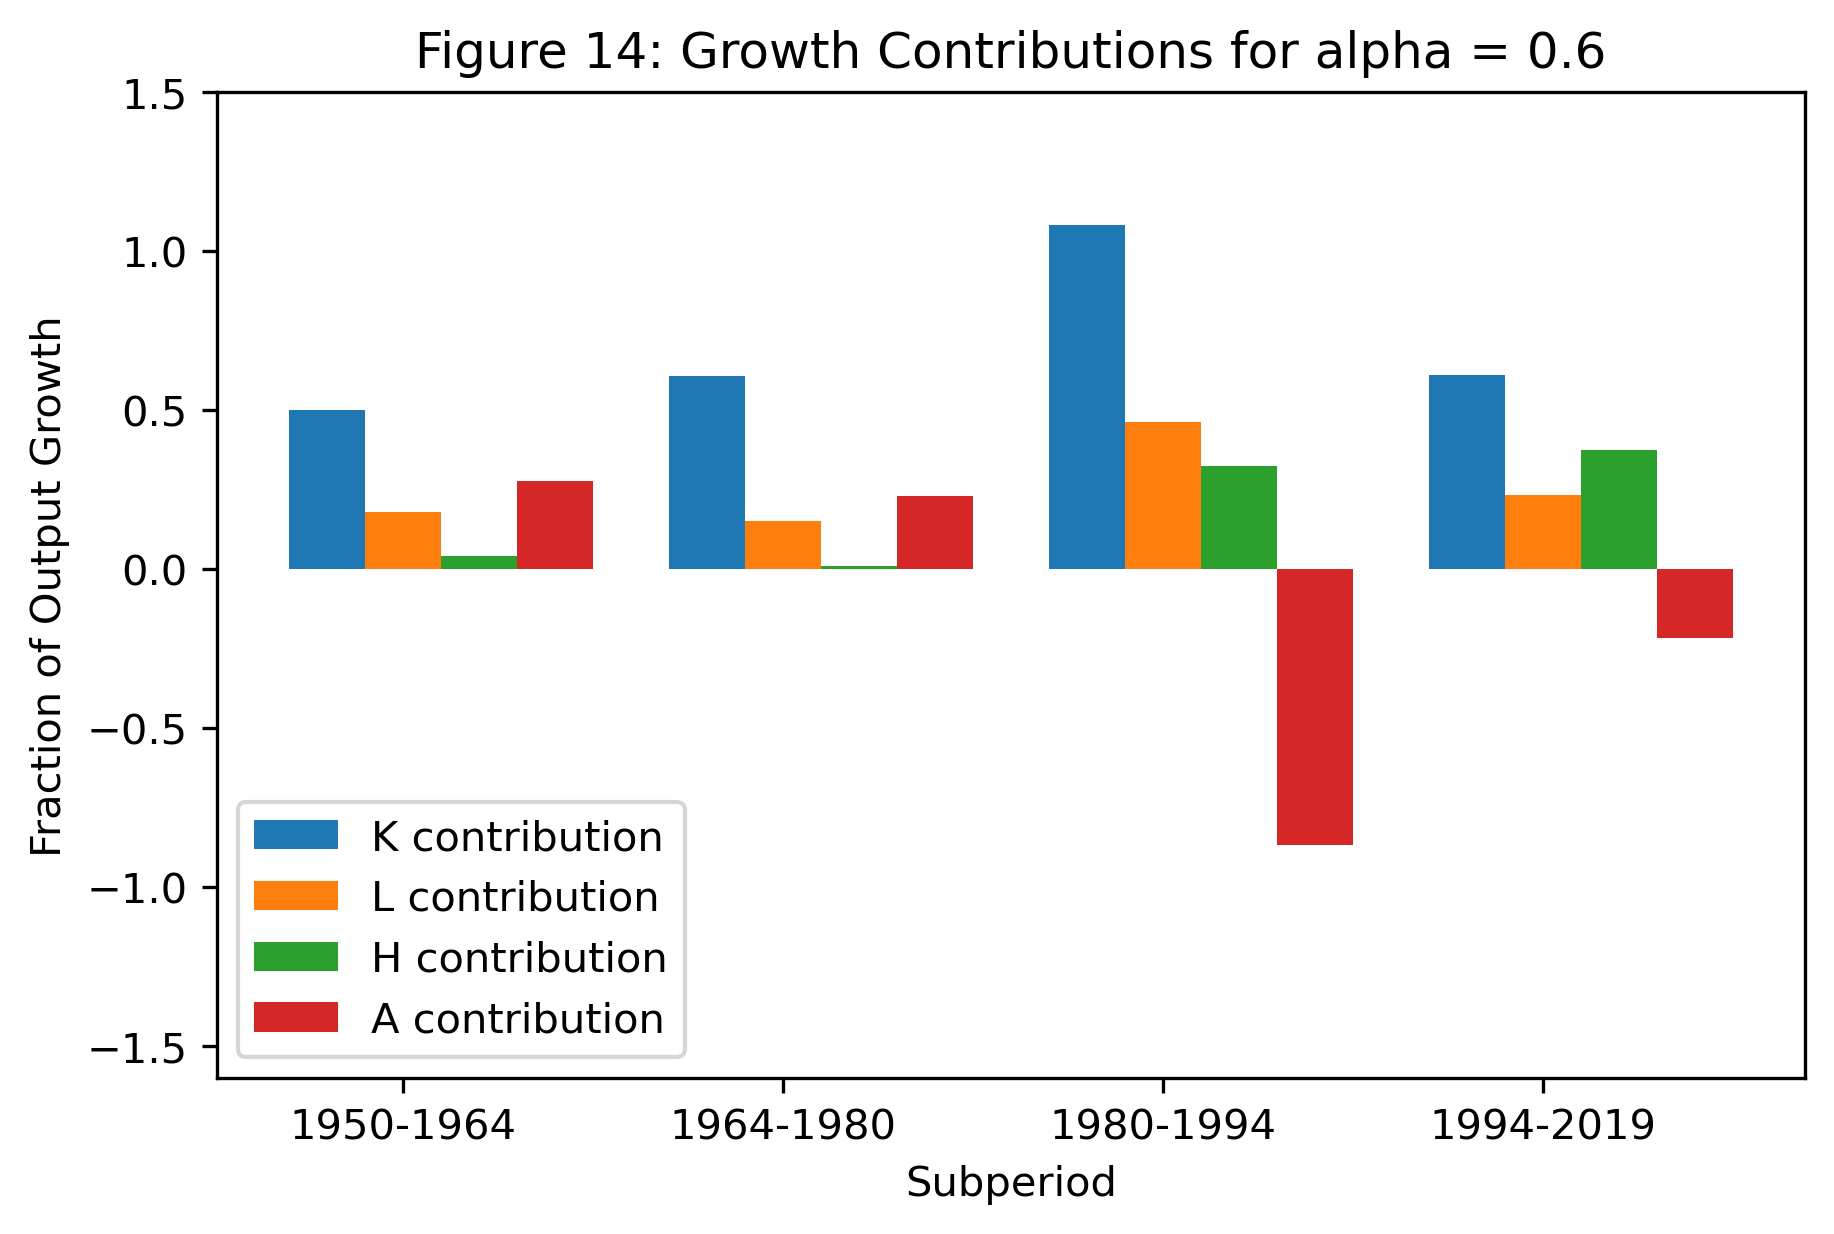 Figure 14: Growth Contributions for alpha = 0.6
Fraction of Output Growth
1.5
1.0
0.5
0.0
−0.5
−1.0
−1.5
K contribution
L contribution
H contribution
A contribution
1950-1964 1964-1980 1980-1994 1994-2019
Subperiod